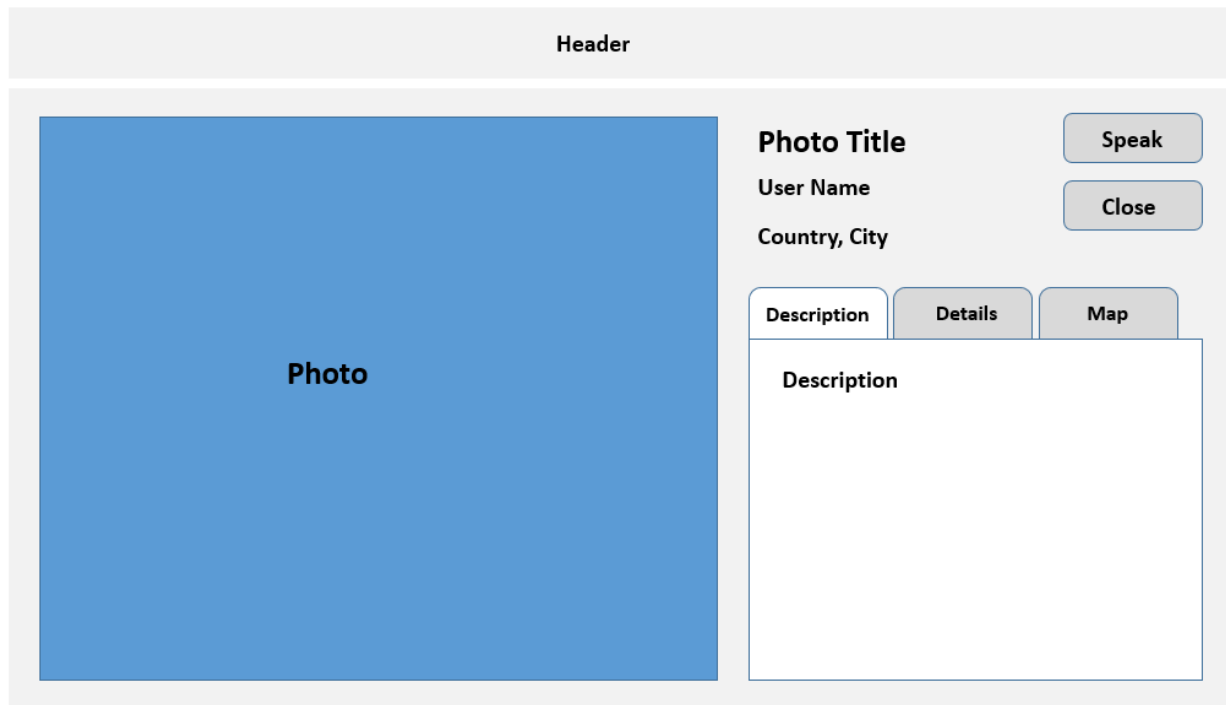 Header
Photo
Photo Title
User Name
Country, City
Speak
Close
Description
Details
Map
Description